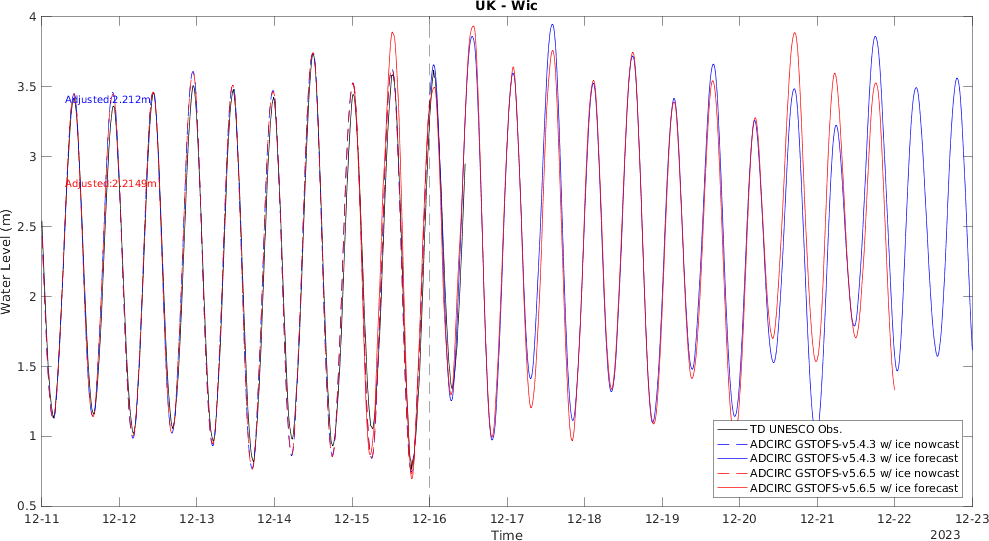 UK - Wic
4
3.5
3
2.5
2
1.5
1
0.5
Water Level (m)
Adjusted:2.212m
Adjusted:2.2149m
TD UNESCO Obs.
ADCIRC GSTOFS-v5.4.3 w/ ice nowcast
ADCIRC GSTOFS-v5.4.3 w/ ice forecast
ADCIRC GSTOFS-v5.6.5 w/ ice nowcast
ADCIRC GSTOFS-v5.6.5 w/ ice forecast
12-11 12-12 12-13 12-14 12-15 12-16 12-17 12-18 12-19 12-20 12-21 12-22 12-23
Time
2023